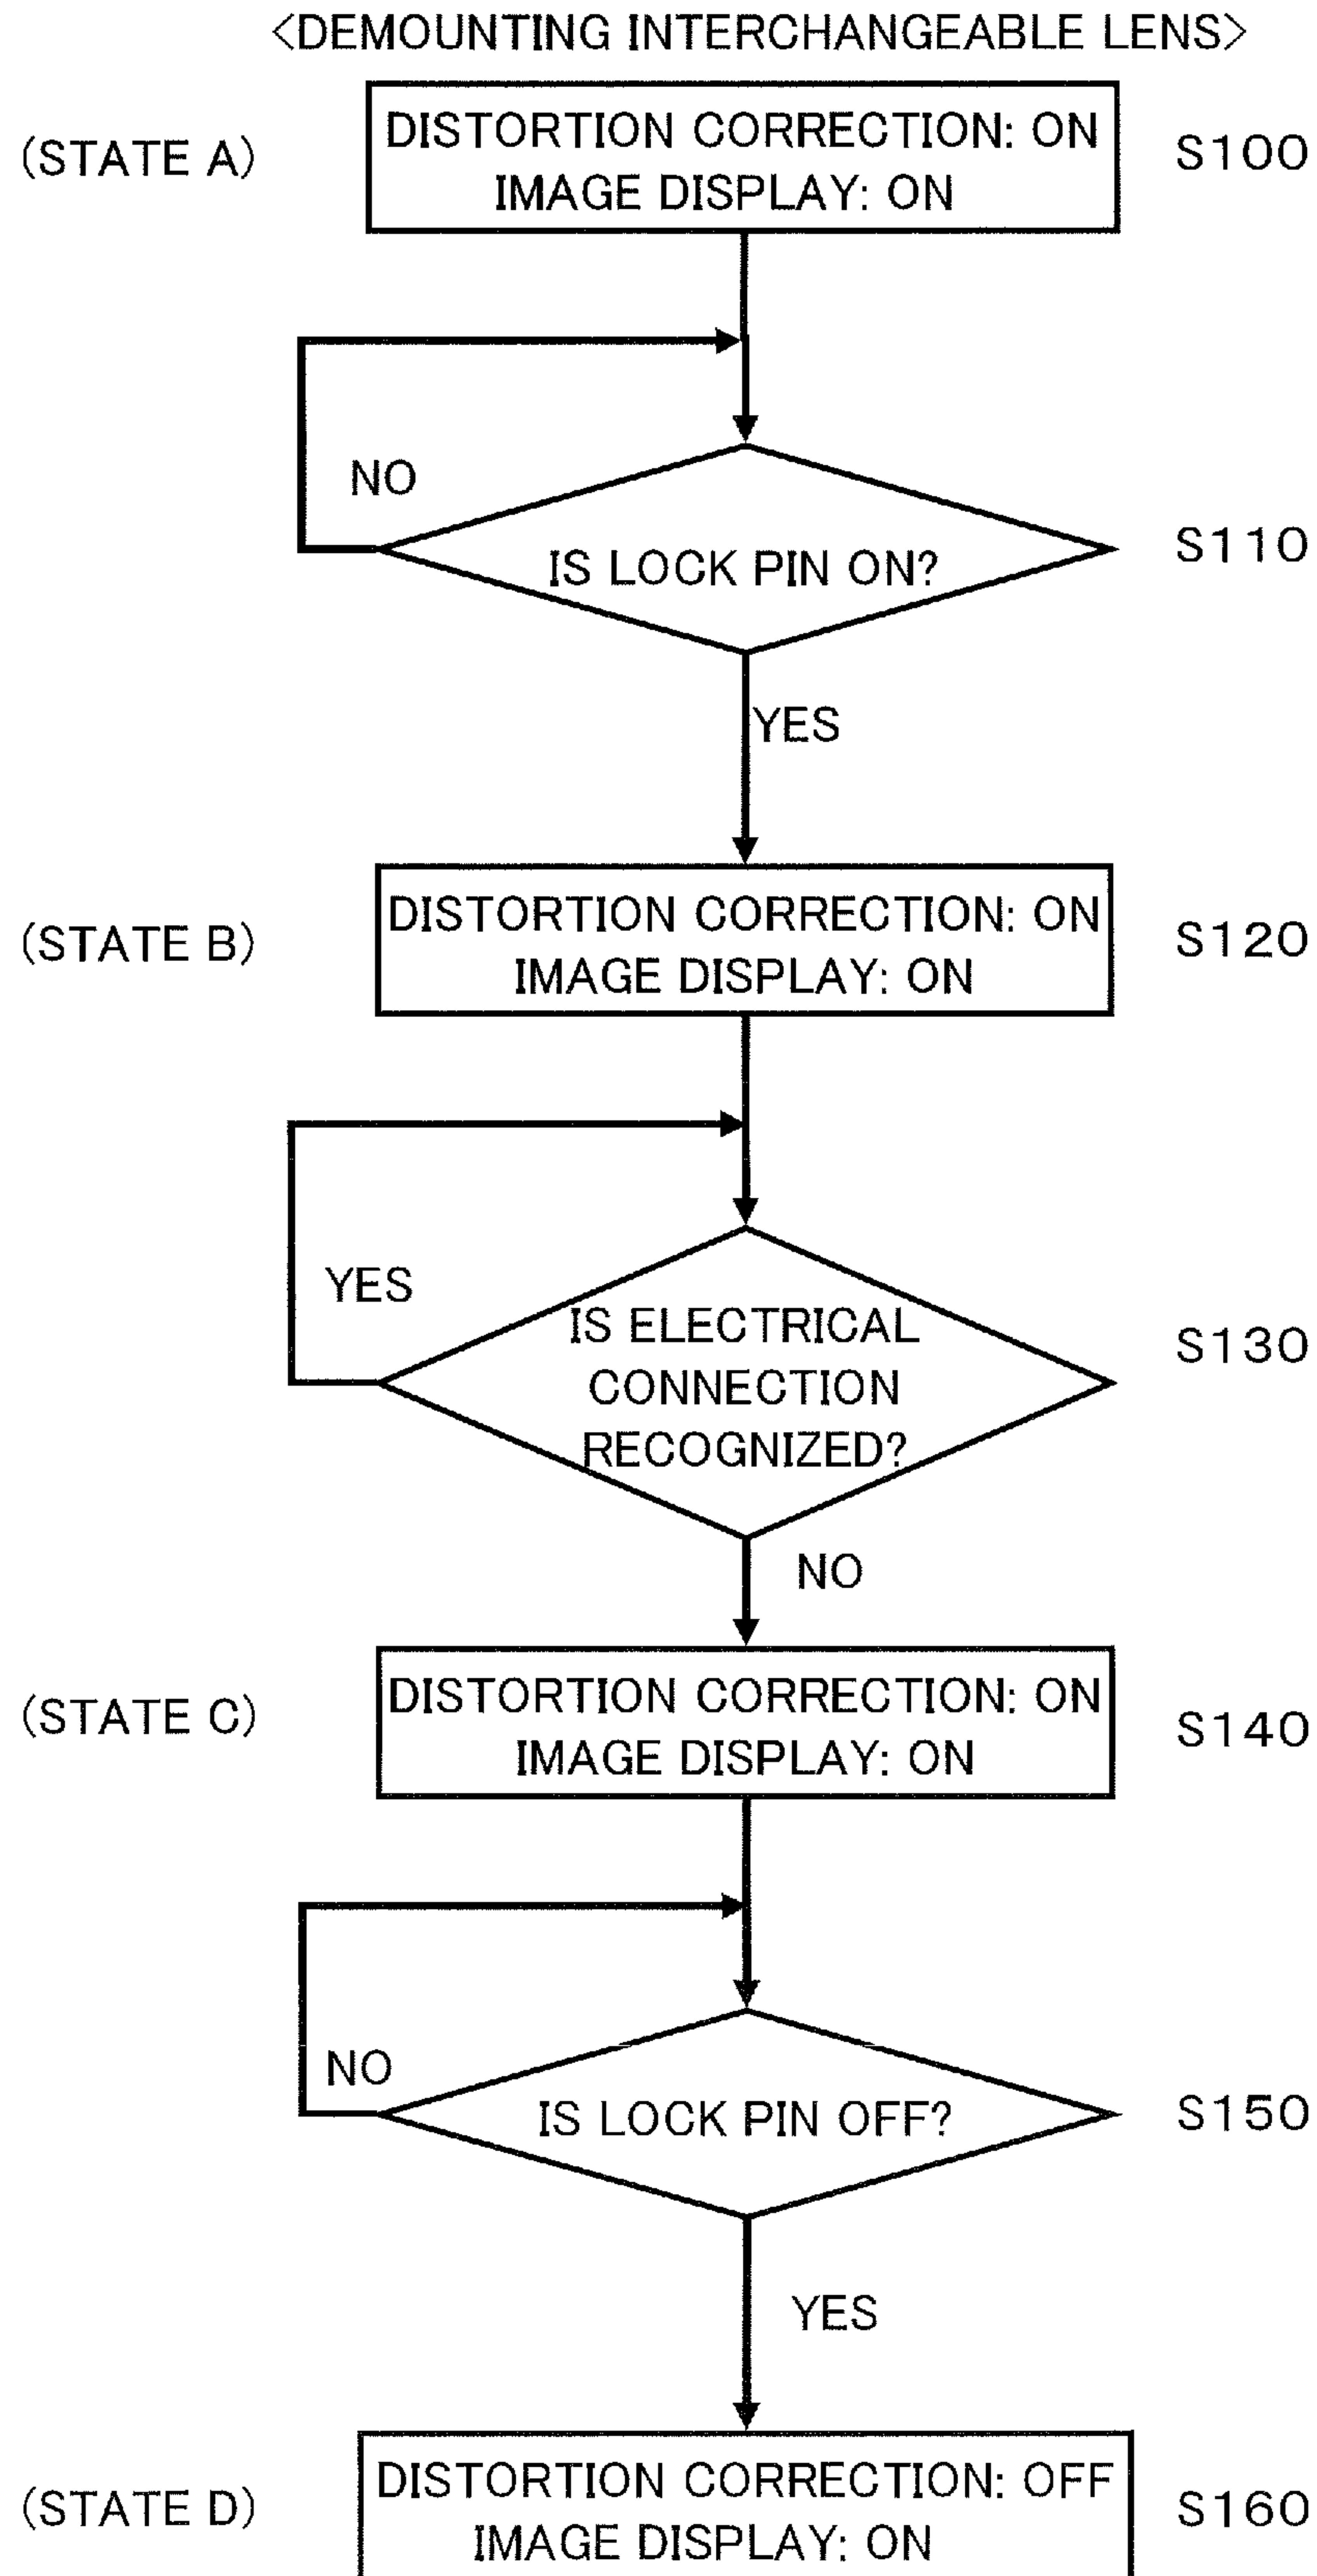 <DEMOUNTING INTERCHANGEABLE LENS>
(STATE A)
DISTORTION CORRECTION: ON
IMAGE DISPLAY: ON
S100
NO
IS LOCK PIN ON?
S110
YES
(STATE B)
DISTORTION CORRECTION: ON
IMAGE DISPLAY: ON
S120
YES
IS ELECTRICAL
CONNECTION
RECOGNIZED?
S130
NO
(STATE C)
DISTORTION CORRECTION: ON
IMAGE DISPLAY: ON
S140
NO
IS LOCK PIN OFF?
S150
YES
(STATE D)
DISTORTION CORRECTION: OFF
IMAGE DISPLAY: ON
S160